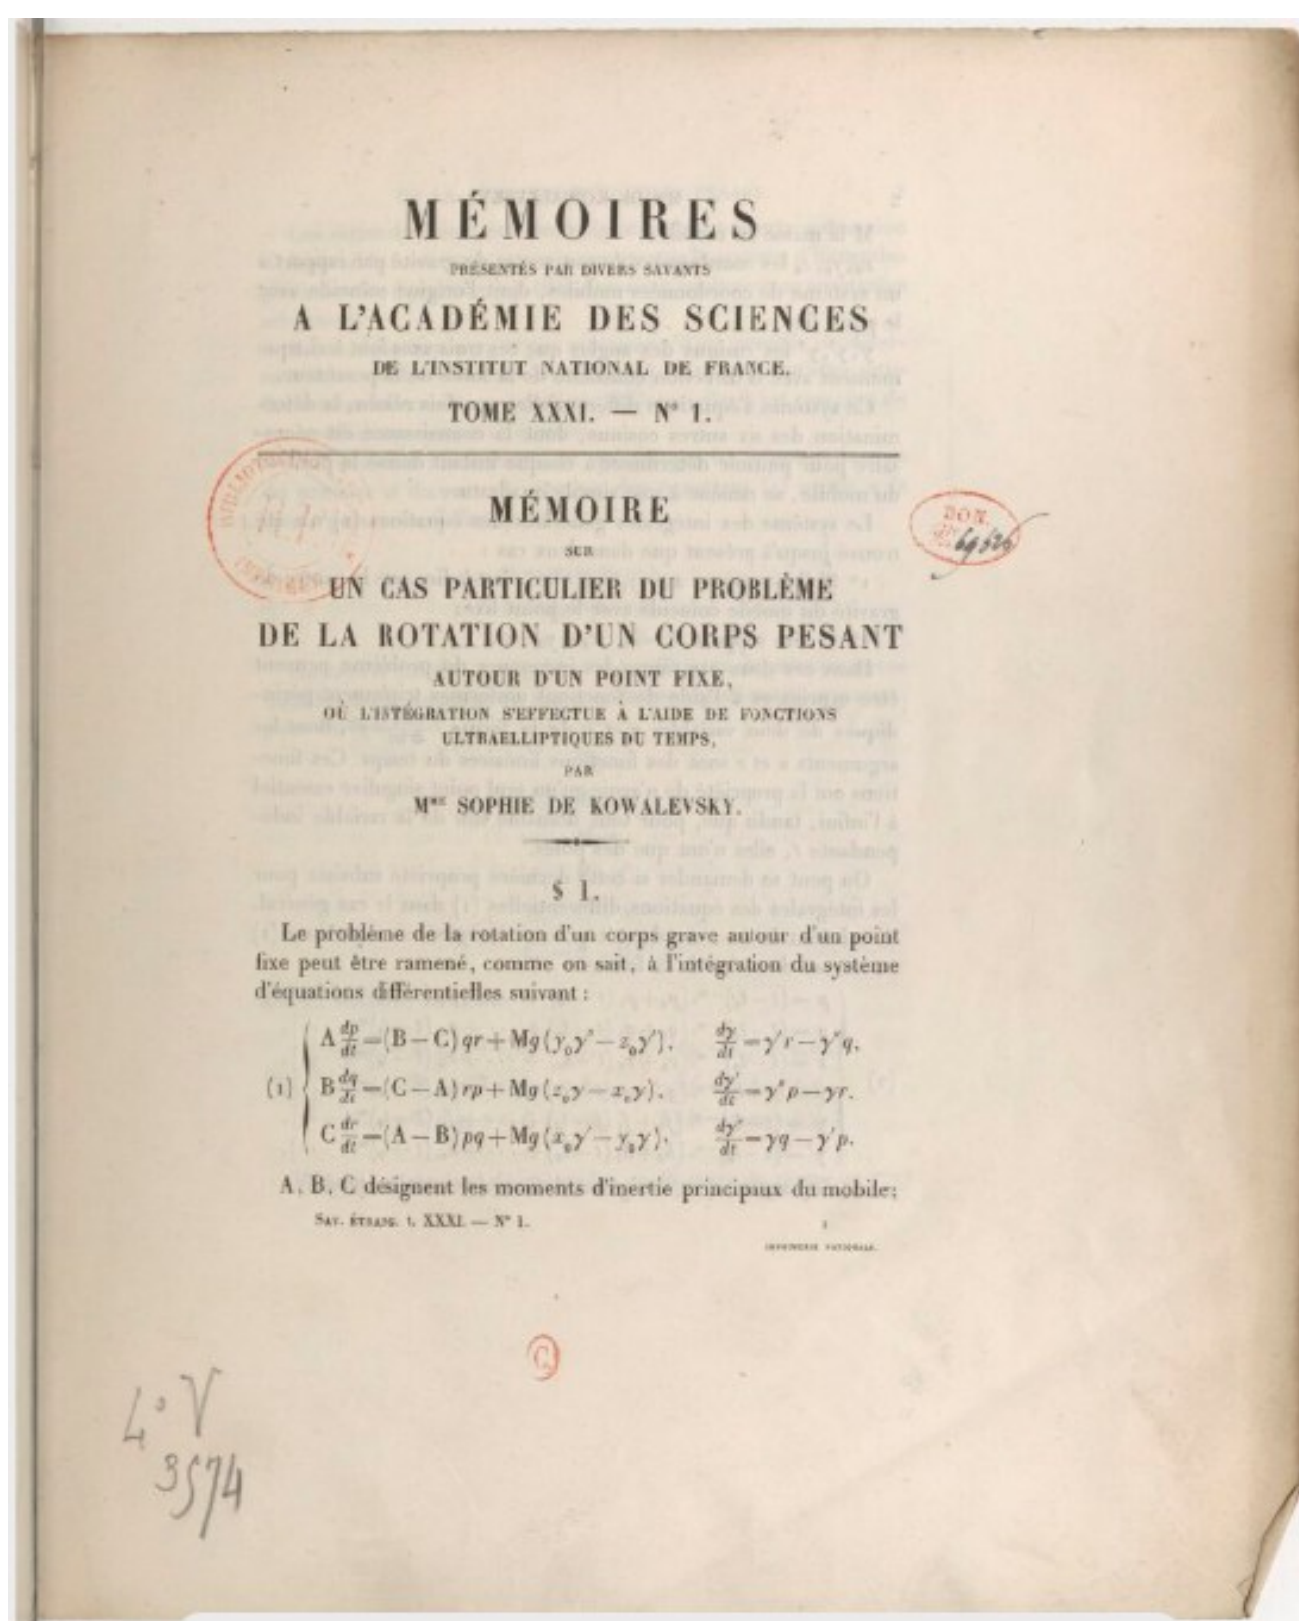 MÉMOIRES
PRÉSENTÉS PAR DIVERS SAVANTS
A L'ACADÉMIE DES SCIENCES
DE L'INSTITUT NATIONAL DE FRANCE.
TOME XXXI. — N° 1.
MÉMOIRE
SUR
UN CAS PARTICULIER DU PROBLÈME
DE LA ROTATION D'UN CORPS PESANT
AUTOUR D'UN POINT FIXE,
OÙ L'INTÉGRATION S'EFFECTUE À L'AIDE DE FONCTIONS
ULTRAELLIPTIQUES DU TEMPS,
PAR
Mme SOPHIE DE KOWALEVSKY.
DON.
69526
§ 1.
Le problème de la rotation d'un corps grave autour d'un point
fixe peut être ramené, comme on sait, à l'intégration du système
d'équations différentielles suivant :
A dp/dt = (B – C) qr + Mg (y₀γ″ – z₀γ′), dγ/dt = γ′r – γ″q,
(1) B dq/dt = (C – A) rp + Mg (z₀γ – x₀γ), dγ′/dt = γ″p – γr.
C dr/dt = (A – B) pq + Mg (x₀γ′ – y₀γ), dγ″/dt = γq – γ′p.
A, B, C désignent les moments d'inertie principaux du mobile;
SAV. ÉTRANG. t. XXXI. — N° 1.
1
IMPRIMERIE NATIONALE.
C
4° V
3574